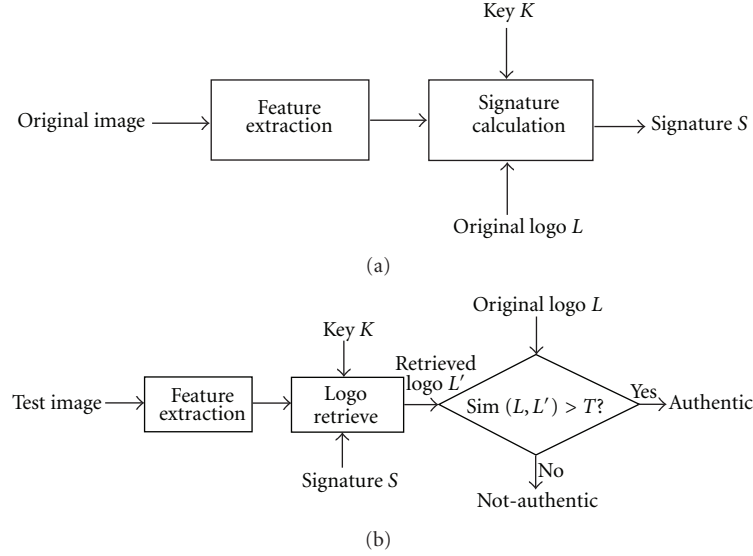 Key K
Original image
Feature
extraction
Signature
calculation
Signature S
Original logo L
(a)
Original logo L
Key K
Retrieved
logo L′
Test image
Feature
extraction
Logo
retrieve
Sim (L, L′) > T?
Yes
Authentic
Signature S
No
Not-authentic
(b)